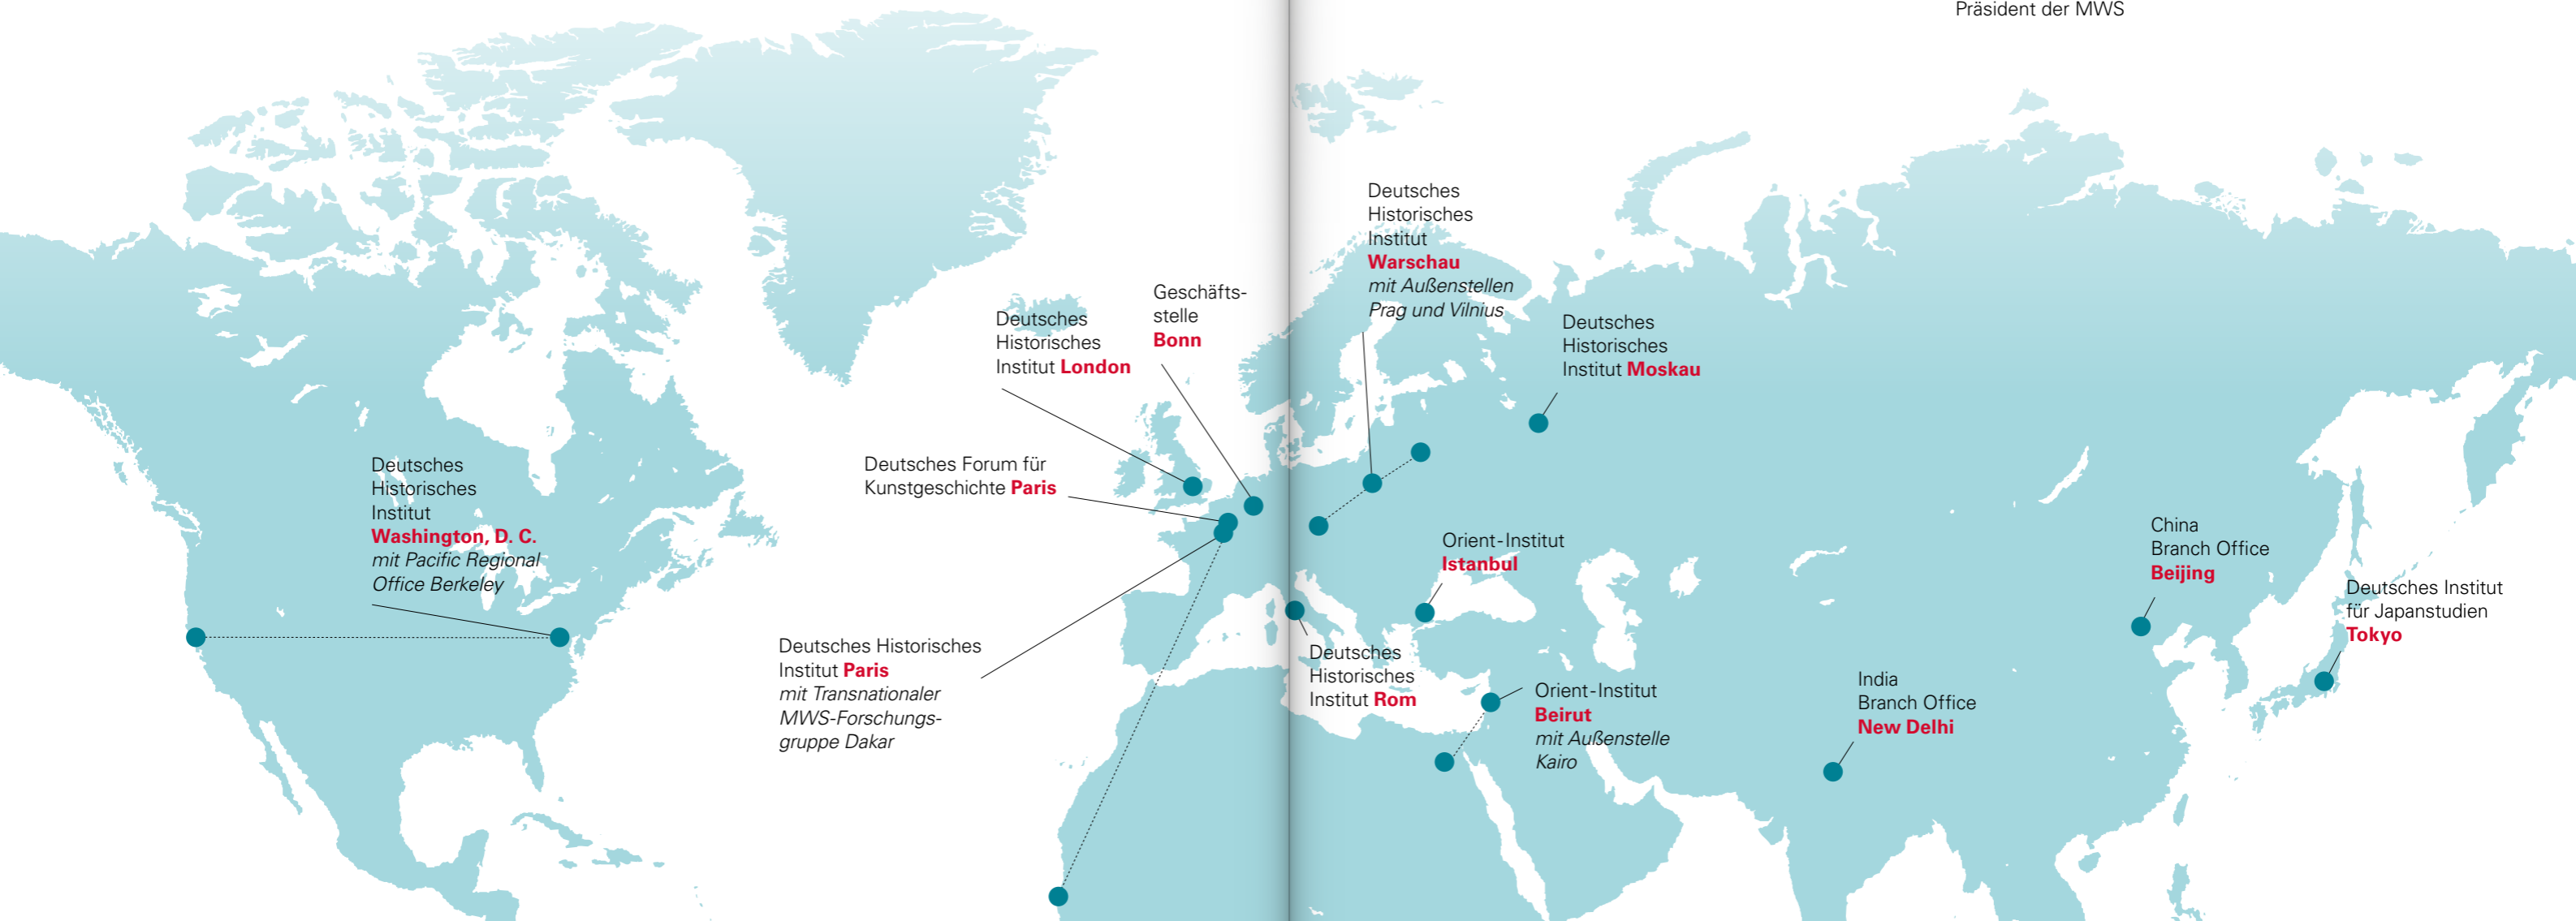 Präsident der MWS
Deutsches
Historisches
Institut
Warschau
mit Außenstellen
Prag und Vilnius
Geschäfts-
stelle
Bonn
Deutsches
Historisches
Institut London
Deutsches
Historisches
Institut Moskau
Deutsches Forum für
Kunstgeschichte Paris
Deutsches
Historisches
Institut
Washington, D. C.
mit Pacific Regional
Office Berkeley
Orient-Institut
Istanbul
China
Branch Office
Beijing
Deutsches Institut
für Japanstudien
Tokyo
Deutsches Historisches
Institut Paris
mit Transnationaler
MWS-Forschungs-
gruppe Dakar
Deutsches
Historisches
Institut Rom
Orient-Institut
Beirut
mit Außenstelle
Kairo
India
Branch Office
New Delhi